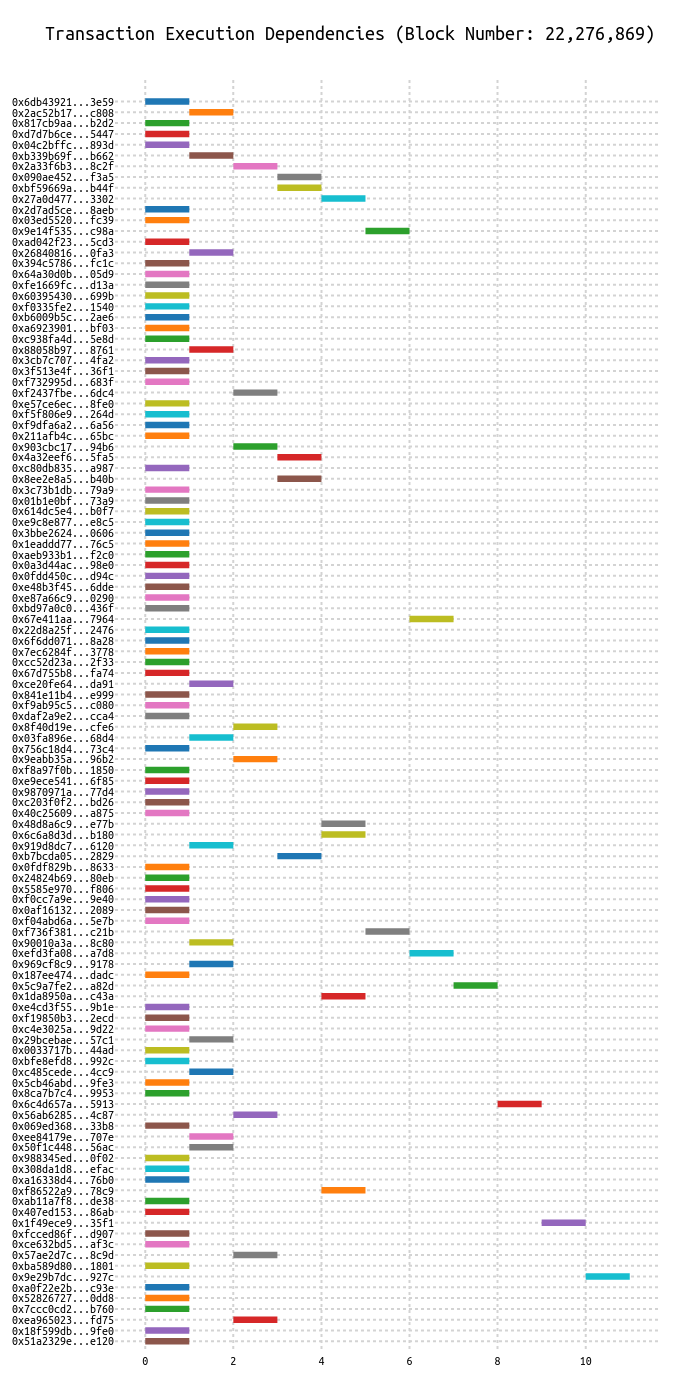 Transaction Execution Dependencies (Block Number: 22,276,869)
0x6db43921...3e59
0x2ac52b17...c808
0x817cb9aa...b2d2
0xd7d7b6ce...5447
0x04c2bffc...893d
0xb339b69f...b662
0x2a33f6b3...8c2f
0x090ae452...f3a5
0xbf59669a...b44f
0x27a0d477...3302
0x2d7ad5ce...8aeb
0x03ed5520...fc39
0x9e14f535...c98a
0xad042f23...5cd3
0x26840816...0fa3
0x394c5786...fc1c
0x64a30d0b...05d9
0xfe1669fc...d13a
0x60395430...699b
0xf0335fe2...1540
0xb6009b5c...2ae6
0xa6923901...bf03
0xc938fa4d...5e8d
0x88058b97...8761
0x3cb7c707...4fa2
0x3f513e4f...36f1
0xf732995d...683f
0xf2437fbe...6dc4
0xe57ce6ec...8fe0
0xf5f806e9...264d
0xf9dfa6a2...6a56
0x211afb4c...65bc
0x903cbc17...94b6
0x4a32eef6...5fa5
0xc80db835...a987
0x8ee2e8a5...b40b
0x3c73b1db...79a9
0x01b1e0bf...73a9
0x614dc5e4...b0f7
0xe9c8e877...e8c5
0x3bbe2624...0606
0x1eaddd77...76c5
0xaeb933b1...f2c0
0x0a3d44ac...98e0
0x0fdd450c...d94c
0xe48b3f45...6dde
0xe87a66c9...0290
0xbd97a0c0...436f
0x67e411aa...7964
0x22d8a25f...2476
0x6f6dd071...8a28
0x7ec6284f...3778
0xcc52d23a...2f33
0x67d755b8...fa74
0xce20fe64...da91
0x841e11b4...e999
0xf9ab95c5...c080
0xdaf2a9e2...cca4
0x8f40d19e...cfe6
0x03fa896e...68d4
0x756c18d4...73c4
0x9eabb35a...96b2
0xf8a97f0b...1850
0xe9ece541...6f85
0x9870971a...77d4
0xc203f0f2...bd26
0x40c25609...a875
0x48d8a6c9...e77b
0x6c6a8d3d...b180
0x919d8dc7...6120
0xb7bcda05...2829
0x0fdf829b...8633
0x24824b69...80eb
0x5585e970...f806
0xf0cc7a9e...9e40
0x0af16132...2089
0xf04abd6a...5e7b
0xf736f381...c21b
0x90010a3a...8c80
0xefd3fa08...a7d8
0x969cf8c9...9178
0x187ee474...dadc
0x5c9a7fe2...a82d
0x1da8950a...c43a
0xe4cd3f55...9b1e
0xf19850b3...2ecd
0xc4e3025a...9d22
0x29bcebae...57c1
0x0033717b...44ad
0xbfe8efd8...992c
0xc485cede...4cc9
0x5cb46abd...9fe3
0x8ca7b7c4...9953
0x6c4d657a...5913
0x56ab6285...4c87
0x069ed368...33b8
0xee84179e...707e
0x50f1c448...56ac
0x988345ed...0f02
0x308da1d8...efac
0xa16338d4...76b0
0xf86522a9...78c9
0xab11a7f8...de38
0x407ed153...86ab
0x1f49ece9...35f1
0xfcced86f...d907
0xce632bd5...af3c
0x57ae2d7c...8c9d
0xba589d80...1801
0x9e29b7dc...927c
0xa0f22e2b...c93e
0x52826727...0dd8
0x7ccc0cd2...b760
0xea965023...fd75
0x18f599db...9fe0
0x51a2329e...e120
0 2 4 6 8 10